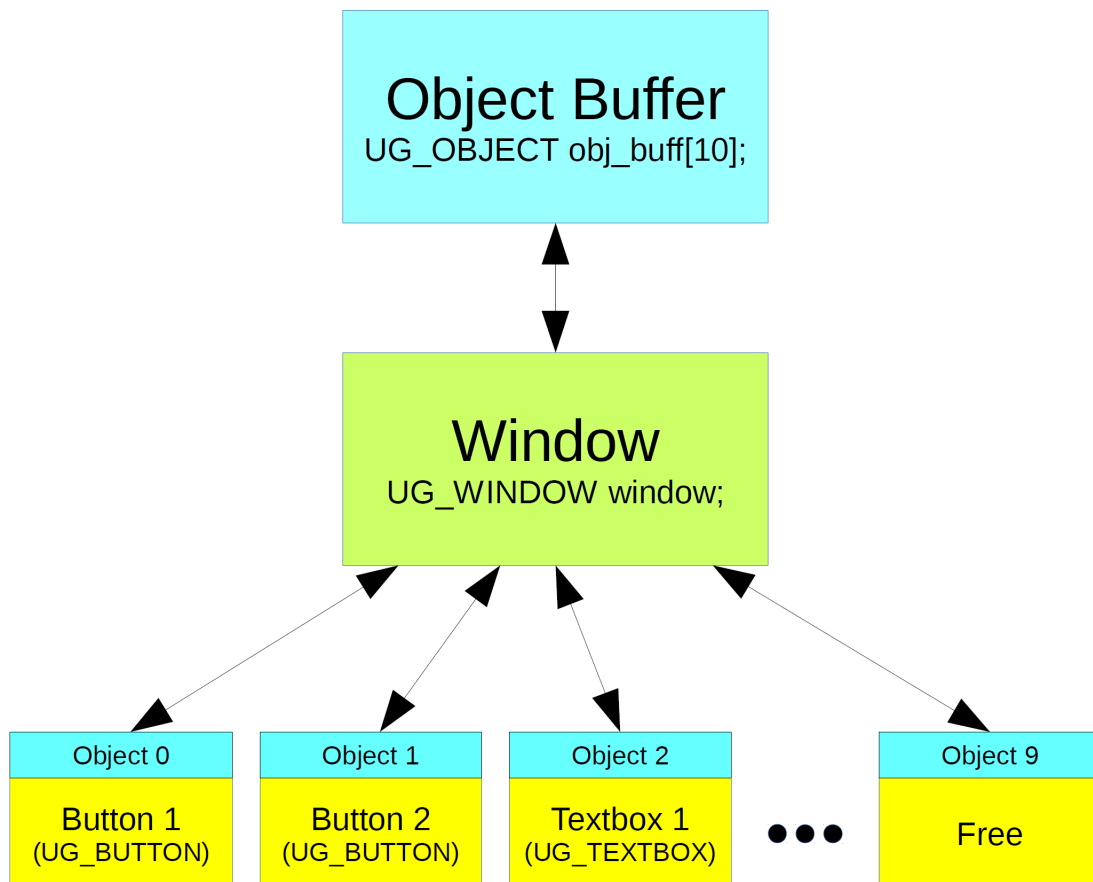 Object Buffer
UG_OBJECT obj_buff[10];
Window
UG_WINDOW window;
Object 0
Object 1
Object 2
Object 9
Button 1
(UG_BUTTON)
Button 2
(UG_BUTTON)
Textbox 1
(UG_TEXTBOX)
Free